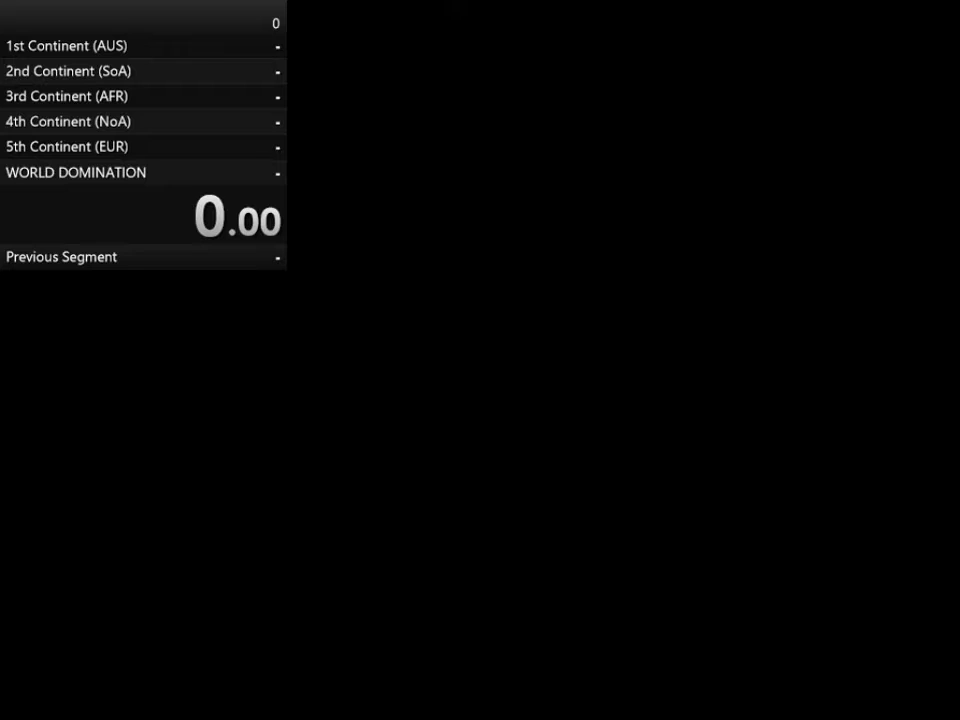 0
1st Continent (AUS) -
2nd Continent (SoA) -
3rd Continent (AFR) -
4th Continent (NoA) -
5th Continent (EUR) -
WORLD DOMINATION -
0.00
Previous Segment -